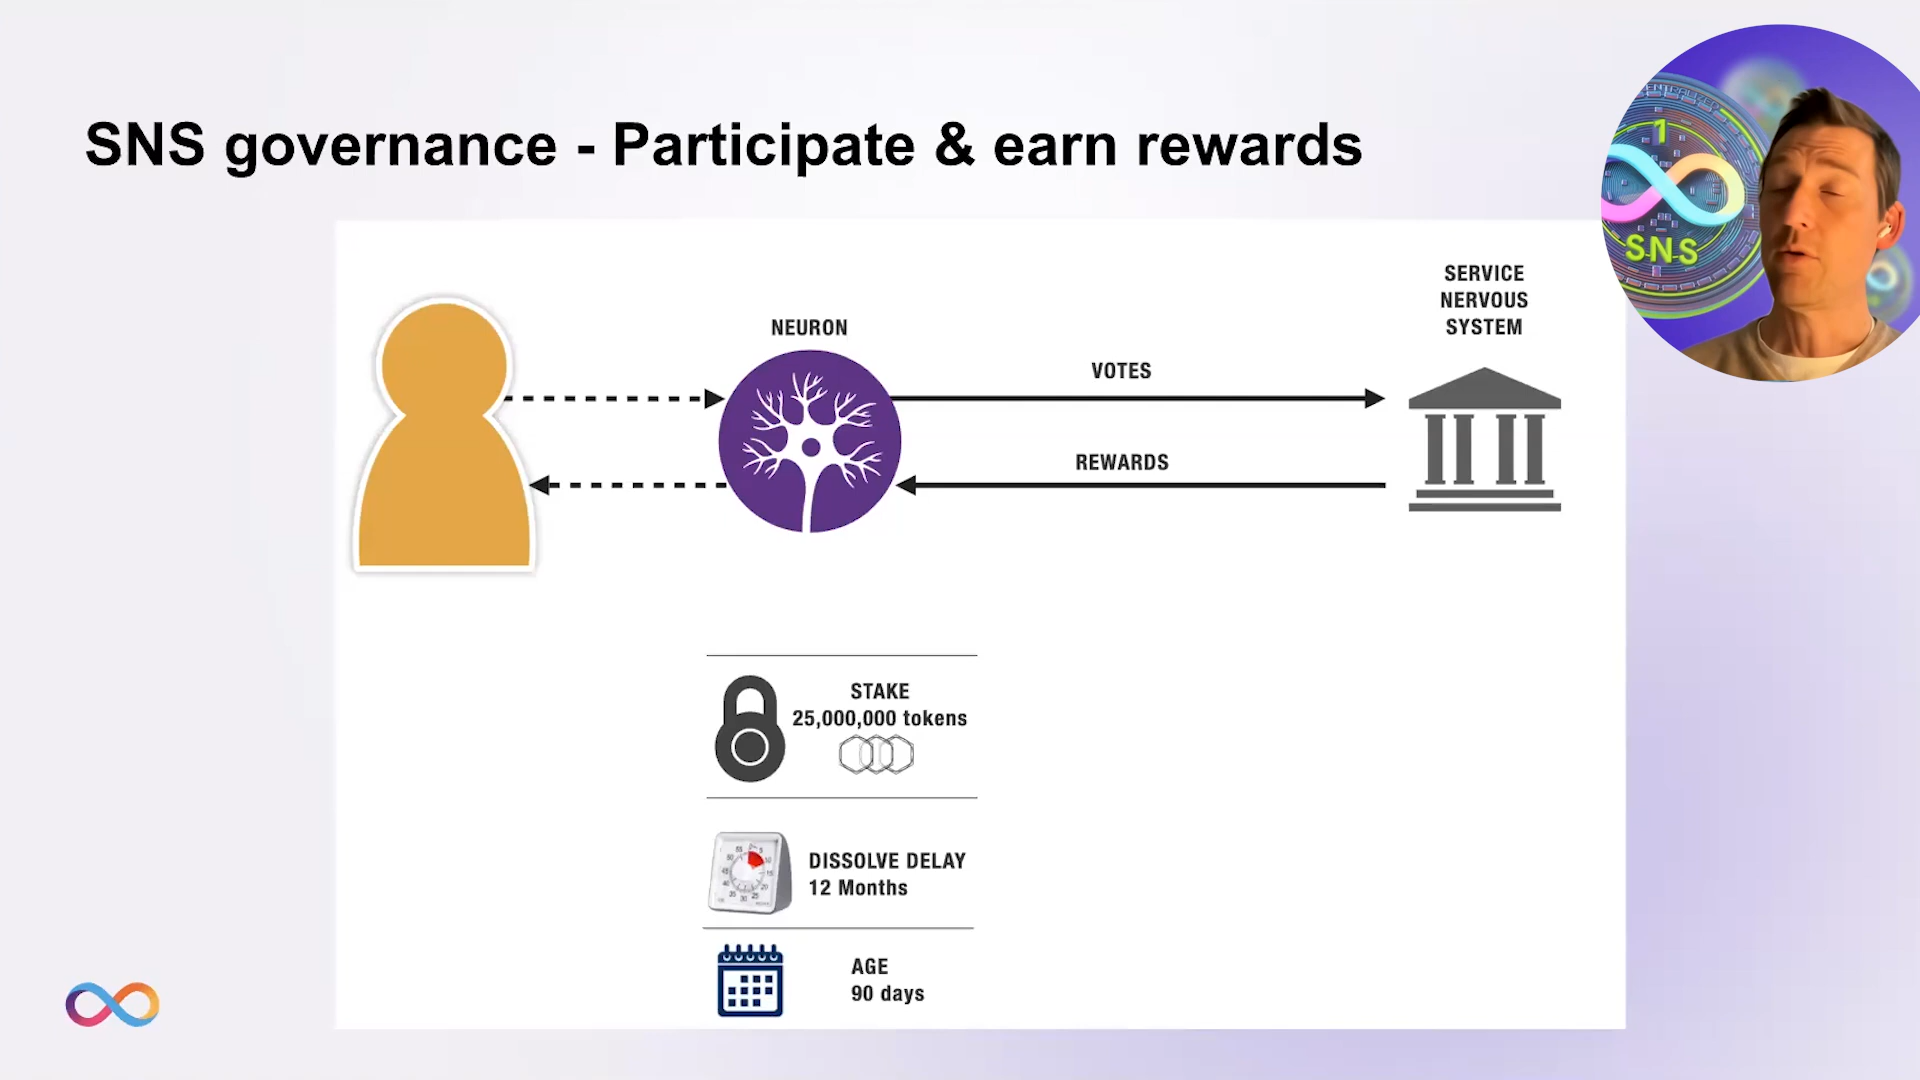 SNS governance - Participate & earn rewards
1
SNS
SERVICE
NERVOUS
SYSTEM
NEURON
VOTES
REWARDS
STAKE
25,000,000 tokens
DISSOLVE DELAY
12 Months
AGE
90 days